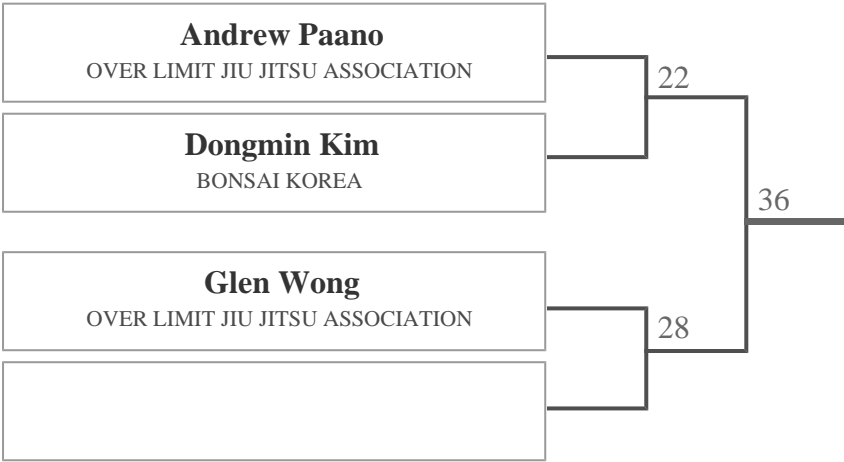 Andrew Paano
OVER LIMIT JIU JITSU ASSOCIATION
22
Dongmin Kim
BONSAI KOREA
36
Glen Wong
OVER LIMIT JIU JITSU ASSOCIATION
28